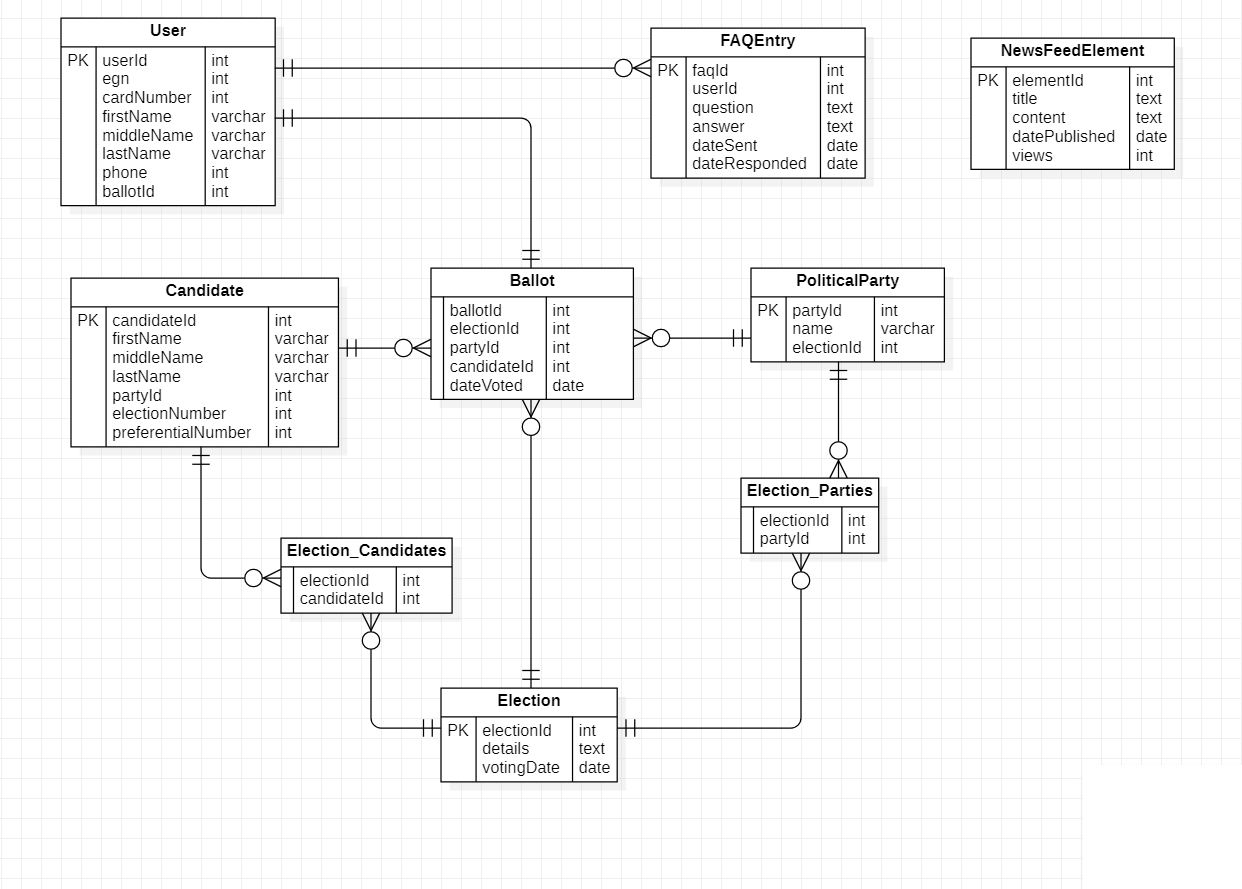 User
PK userId int
egn int
cardNumber int
firstName varchar
middleName varchar
lastName varchar
phone int
ballotId int
FAQEntry
PK faqId int
userId int
question text
answer text
dateSent date
dateResponded date
NewsFeedElement
PK elementId int
title text
content text
datePublished date
views int
Candidate
PK candidateId int
firstName varchar
middleName varchar
lastName varchar
partyId int
electionNumber int
preferentialNumber int
Ballot
ballotId int
electionId int
partyId int
candidateId int
dateVoted date
PoliticalParty
PK partyId int
name varchar
electionId int
Election_Parties
electionId int
partyId int
Election_Candidates
electionId int
candidateId int
Election
PK electionId int
details text
votingDate date